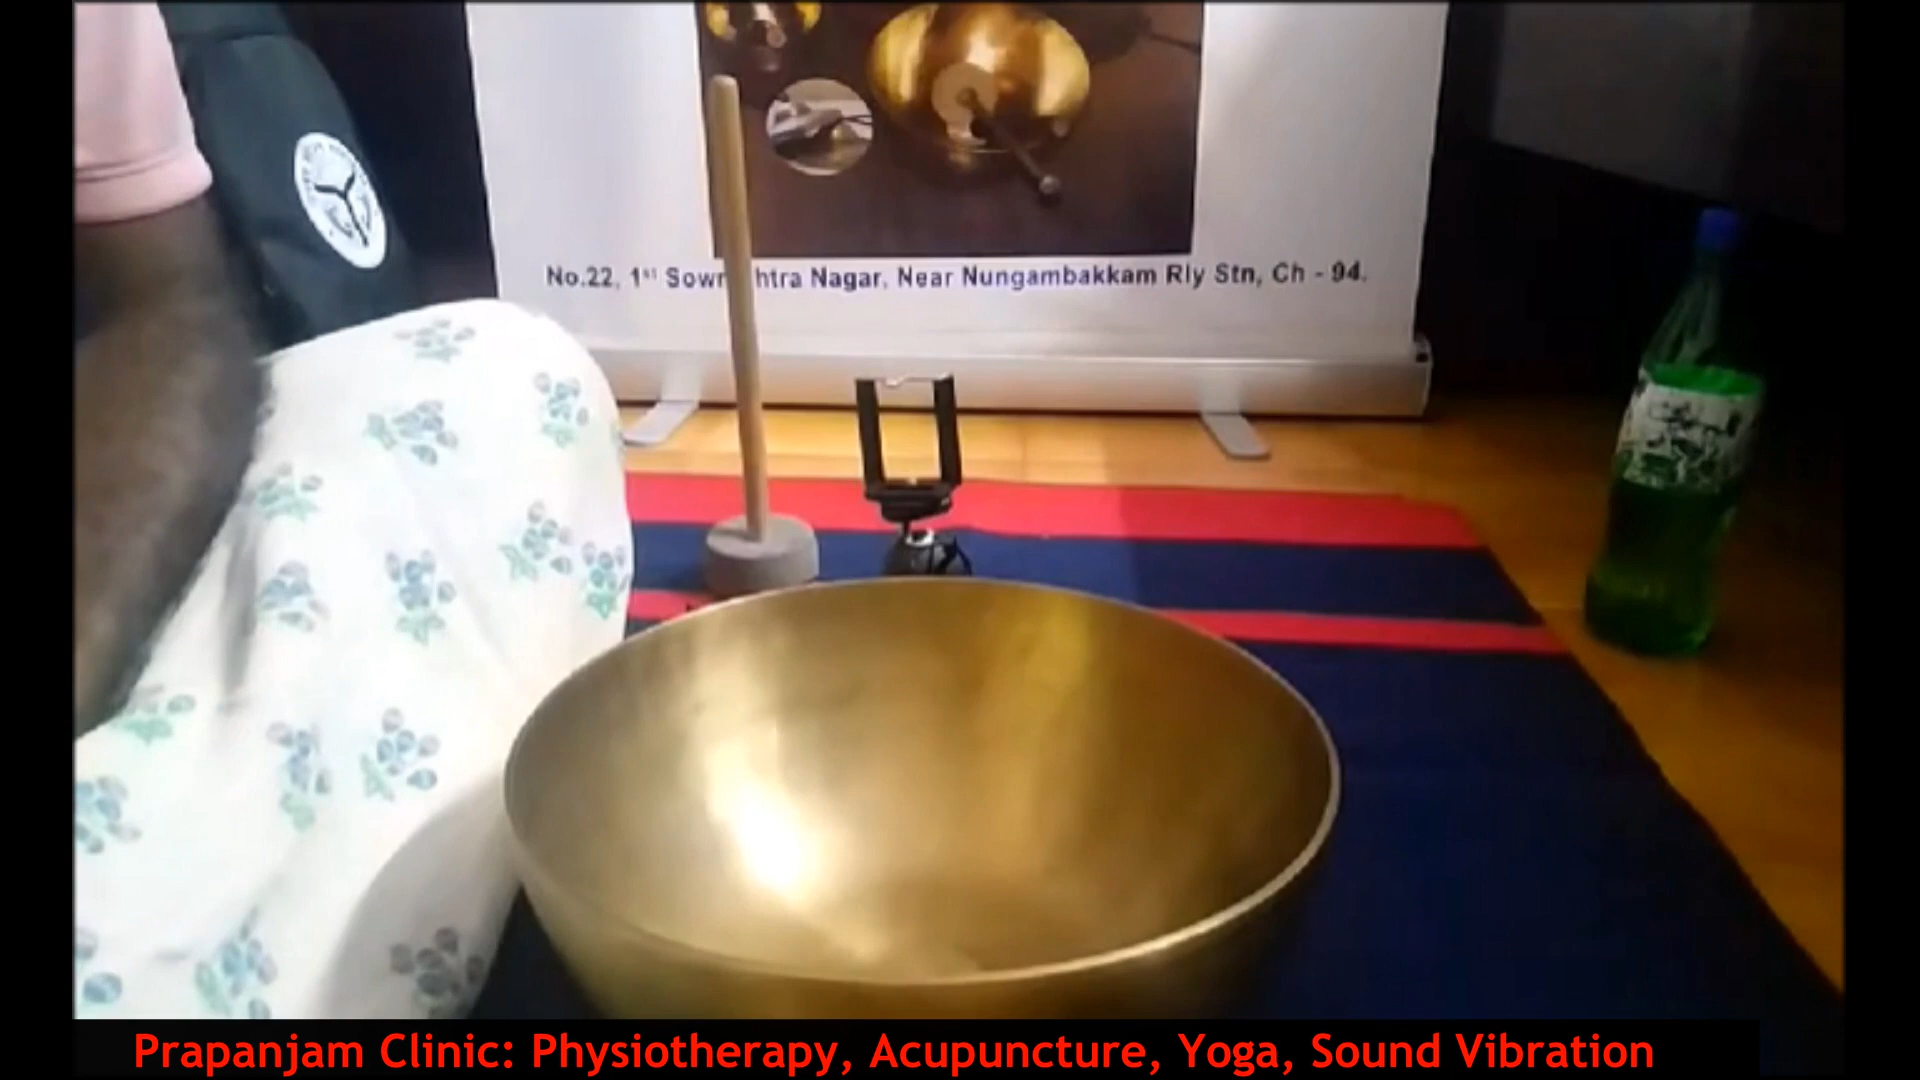 No.22, 1st Sowr htra Nagar, Near Nungambakkam Rly Stn, Ch - 94.
Prapanjam Clinic: Physiotherapy, Acupuncture, Yoga, Sound Vibration